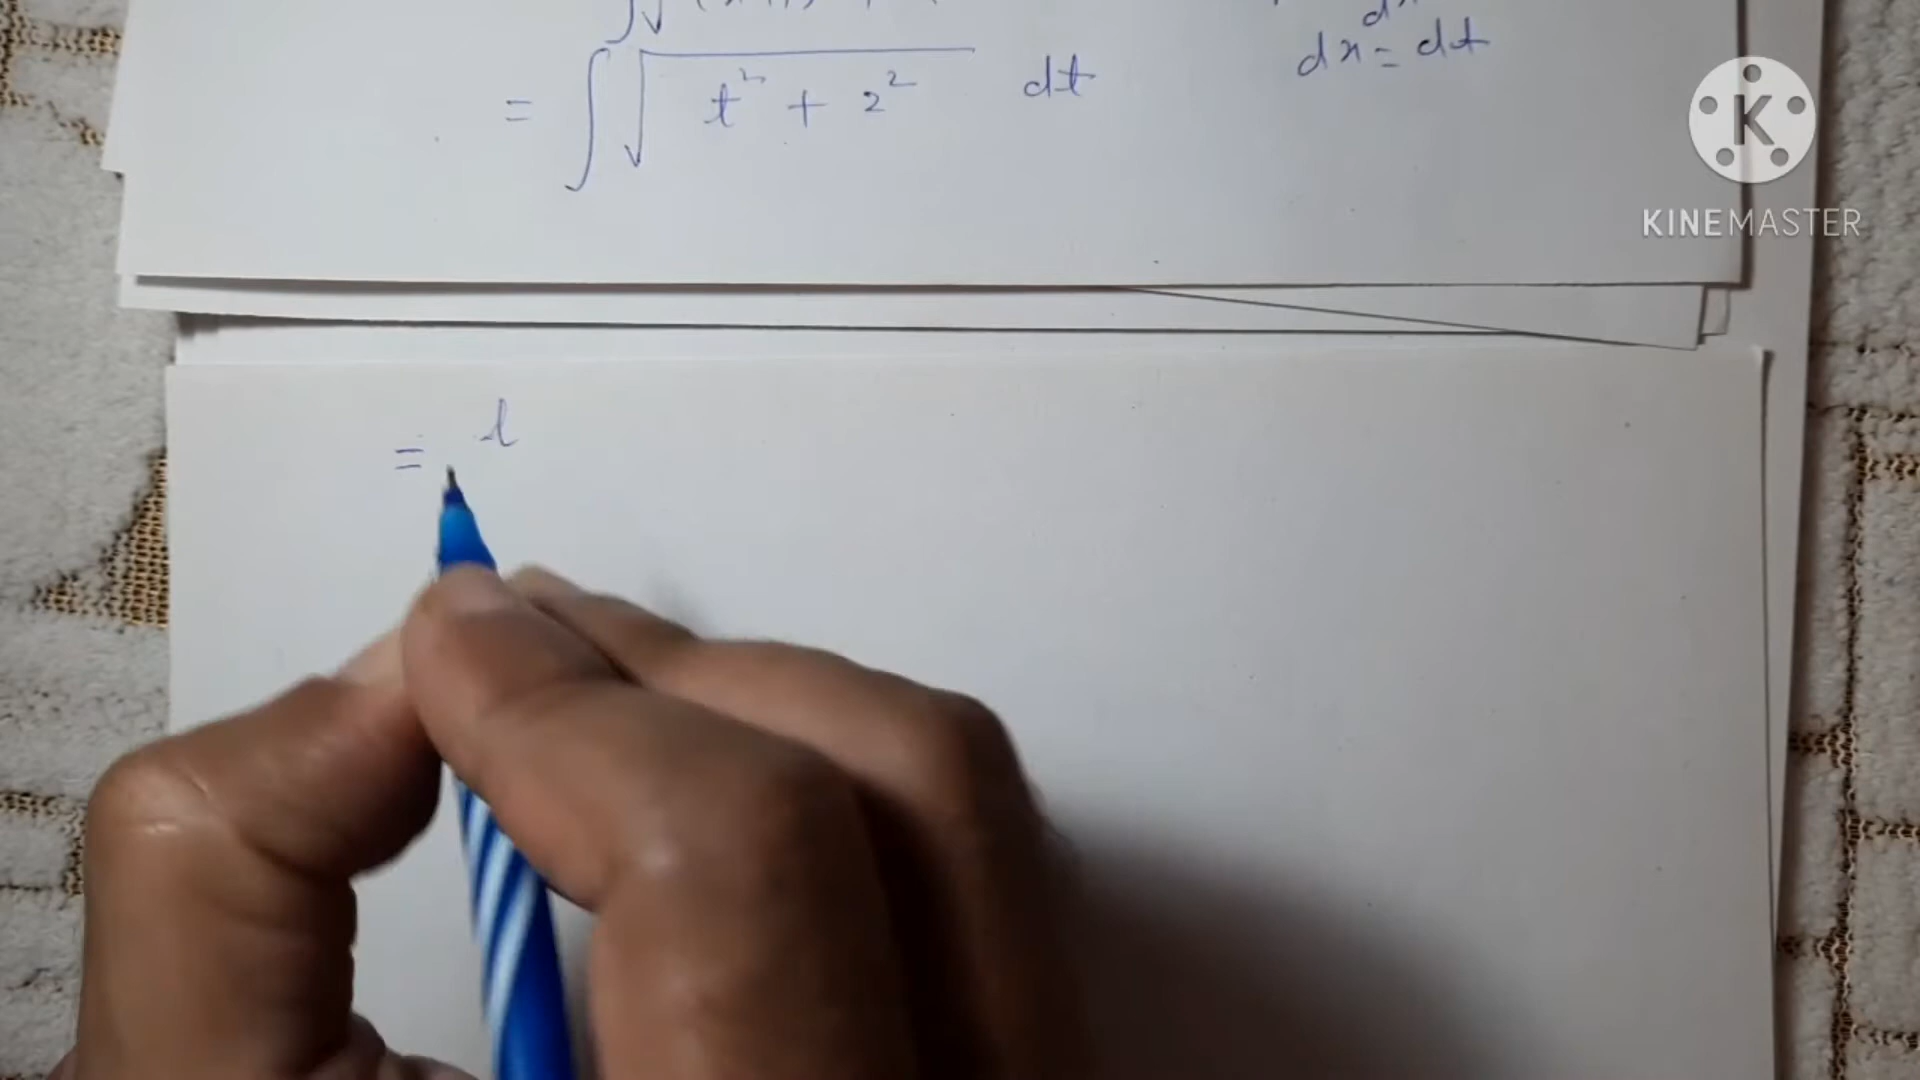 dx = dt
= ∫√(t² + 2²) dt
K
KINEMASTER
=